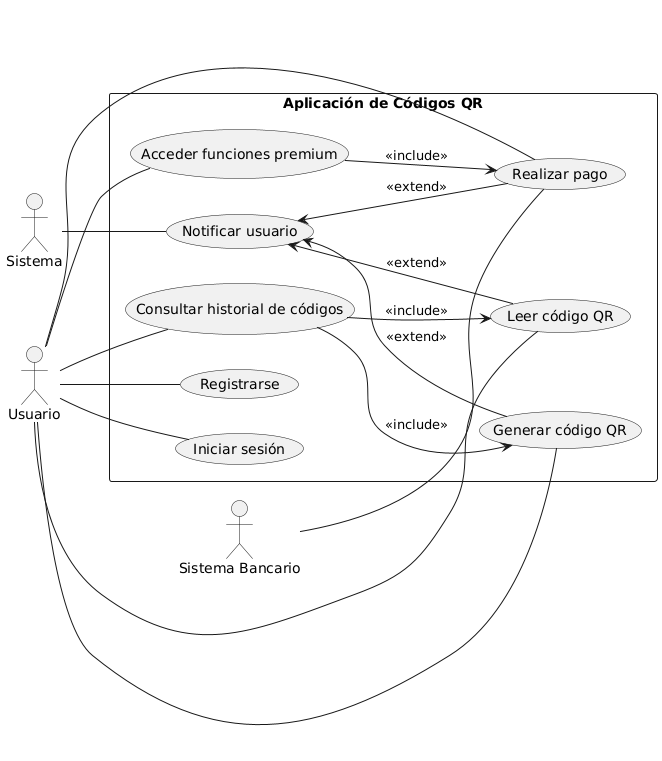 Aplicación de Códigos QR
Acceder funciones premium
«include»
Realizar pago
«extend»
Sistema
Notificar usuario
«extend»
Consultar historial de códigos
«include»
Leer código QR
«extend»
Usuario
Registrarse
«include»
Generar código QR
Iniciar sesión
Sistema Bancario